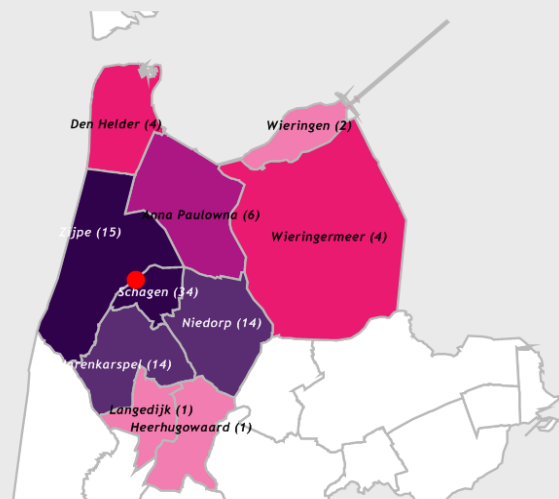 Den Helder (4)
Wieringen (2)
Anna Paulowna (6)
Zijpe (15)
Wieringermeer (4)
Schagen (34)
Niedorp (14)
arenkarspel (14)
Langedijk (1)
Heerhugowaard (1)